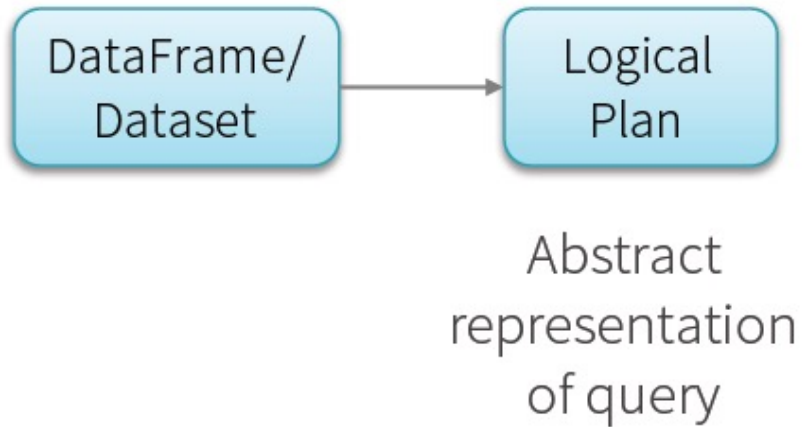 DataFrame/
Dataset
Logical
Plan
Abstract
representation
of query